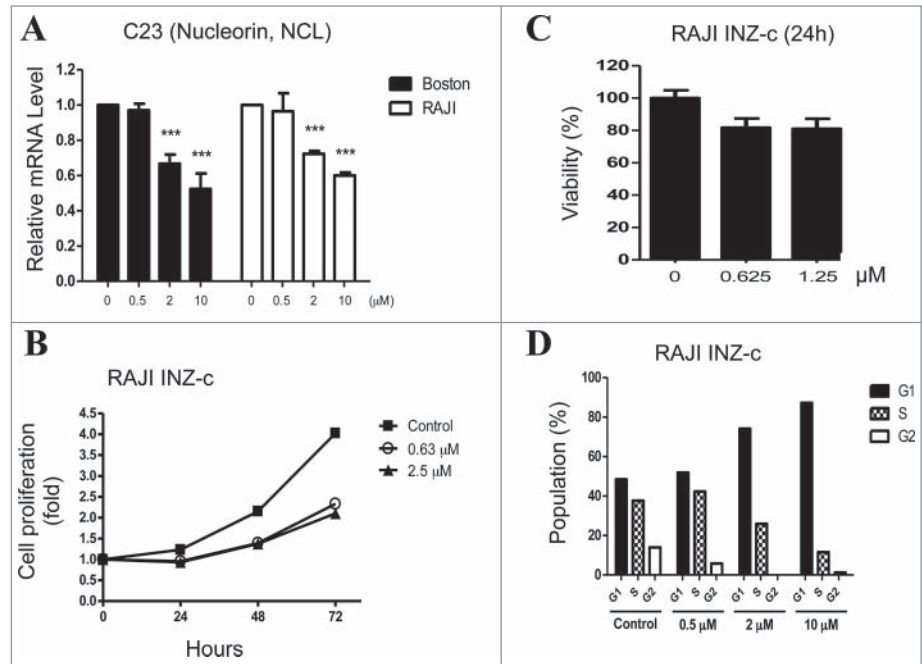 A
C23 (Nucleorin, NCL)
Relative mRNA Level
1.2
1.0
0.8
0.6
0.4
0.2
0.0
*** ***
*** ***
Boston
RAJI
0 0.5 2 10 0 0.5 2 10 (μM)
C
RAJI INZ-c (24h)
Viability (%)
120
100
80
60
40
20
0
0 0.625 1.25 μM
B
RAJI INZ-c
Cell proliferation
(fold)
4.5
4.0
3.5
3.0
2.5
2.0
1.5
1.0
0.5
0.0
0 24 48 72
Hours
Control
0.63 μM
2.5 μM
D
RAJI INZ-c
Population (%)
100
80
60
40
20
0
G1
S
G2
G1 S G2 G1 S G2 G1 S G2 G1 S G2
Control 0.5 μM 2 μM 10 μM